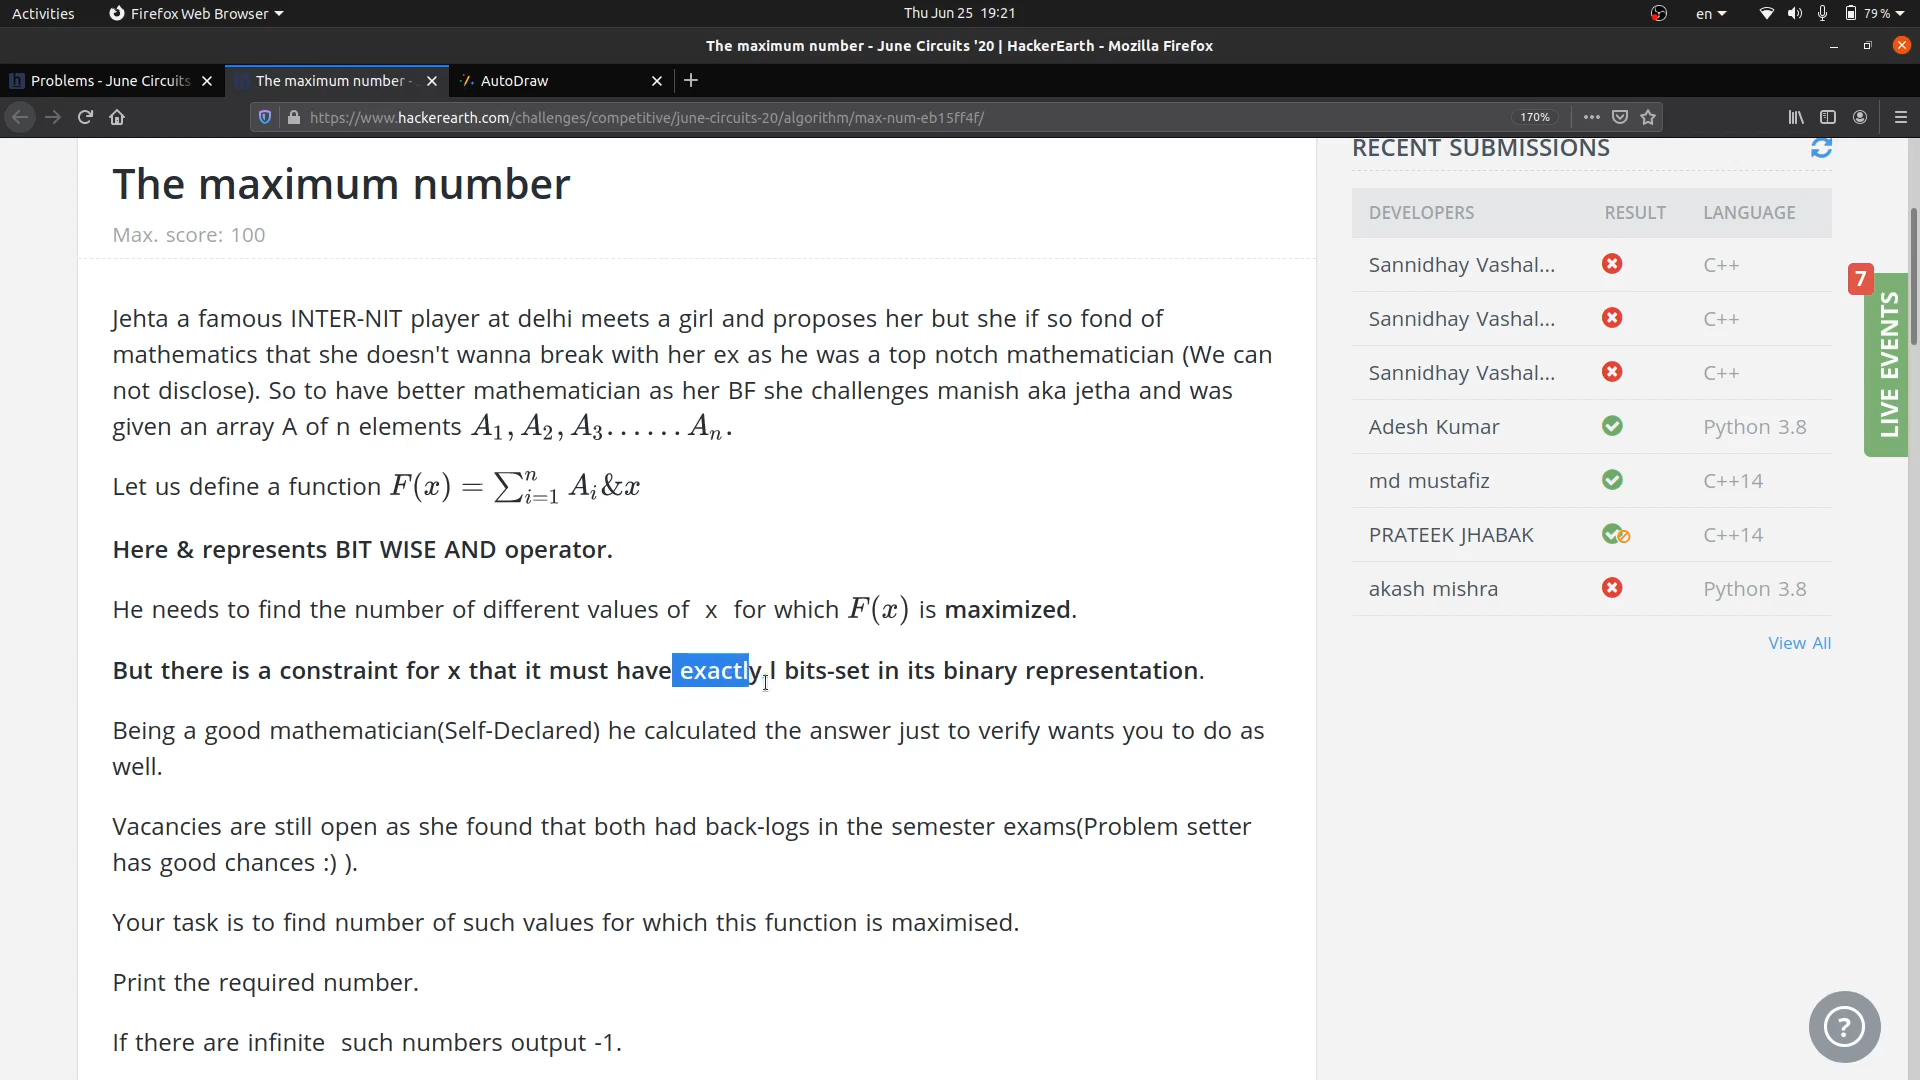 Activities
Firefox Web Browser
Thu Jun 25 19:21
en
79 %
The maximum number - June Circuits '20 | HackerEarth - Mozilla Firefox
Problems - June Circuits
The maximum number -
AutoDraw
https://www.hackerearth.com/challenges/competitive/june-circuits-20/algorithm/max-num-eb15ff4f/
170%
The maximum number
Max. score: 100
Jehta a famous INTER-NIT player at delhi meets a girl and proposes her but she if so fond of
mathematics that she doesn't wanna break with her ex as he was a top notch mathematician (We can
not disclose). So to have better mathematician as her BF she challenges manish aka jetha and was
given an array A of n elements A₁, A₂, A₃...... Aₙ.
Let us define a function F(x) = ∑ⁿᵢ₌₁ Aᵢ&x
Here & represents BIT WISE AND operator.
He needs to find the number of different values of x for which F(x) is maximized.
But there is a constraint for x that it must have exactly l bits-set in its binary representation.
Being a good mathematician(Self-Declared) he calculated the answer just to verify wants you to do as
well.
Vacancies are still open as she found that both had back-logs in the semester exams(Problem setter
has good chances :) ).
Your task is to find number of such values for which this function is maximised.
Print the required number.
If there are infinite such numbers output -1.
RECENT SUBMISSIONS
DEVELOPERS RESULT LANGUAGE
Sannidhay Vashal... C++
Sannidhay Vashal... C++
Sannidhay Vashal... C++
Adesh Kumar Python 3.8
md mustafiz C++14
PRATEEK JHABAK C++14
akash mishra Python 3.8
View All
7
LIVE EVENTS
?